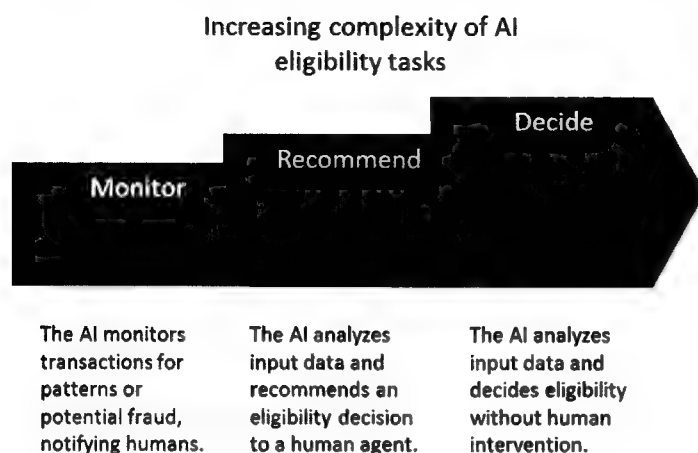 Increasing complexity of AI
eligibility tasks
Monitor
Recommend
Decide
The AI monitors
transactions for
patterns or
potential fraud,
notifying humans.
The AI analyzes
input data and
recommends an
eligibility decision
to a human agent.
The AI analyzes
input data and
decides eligibility
without human
intervention.